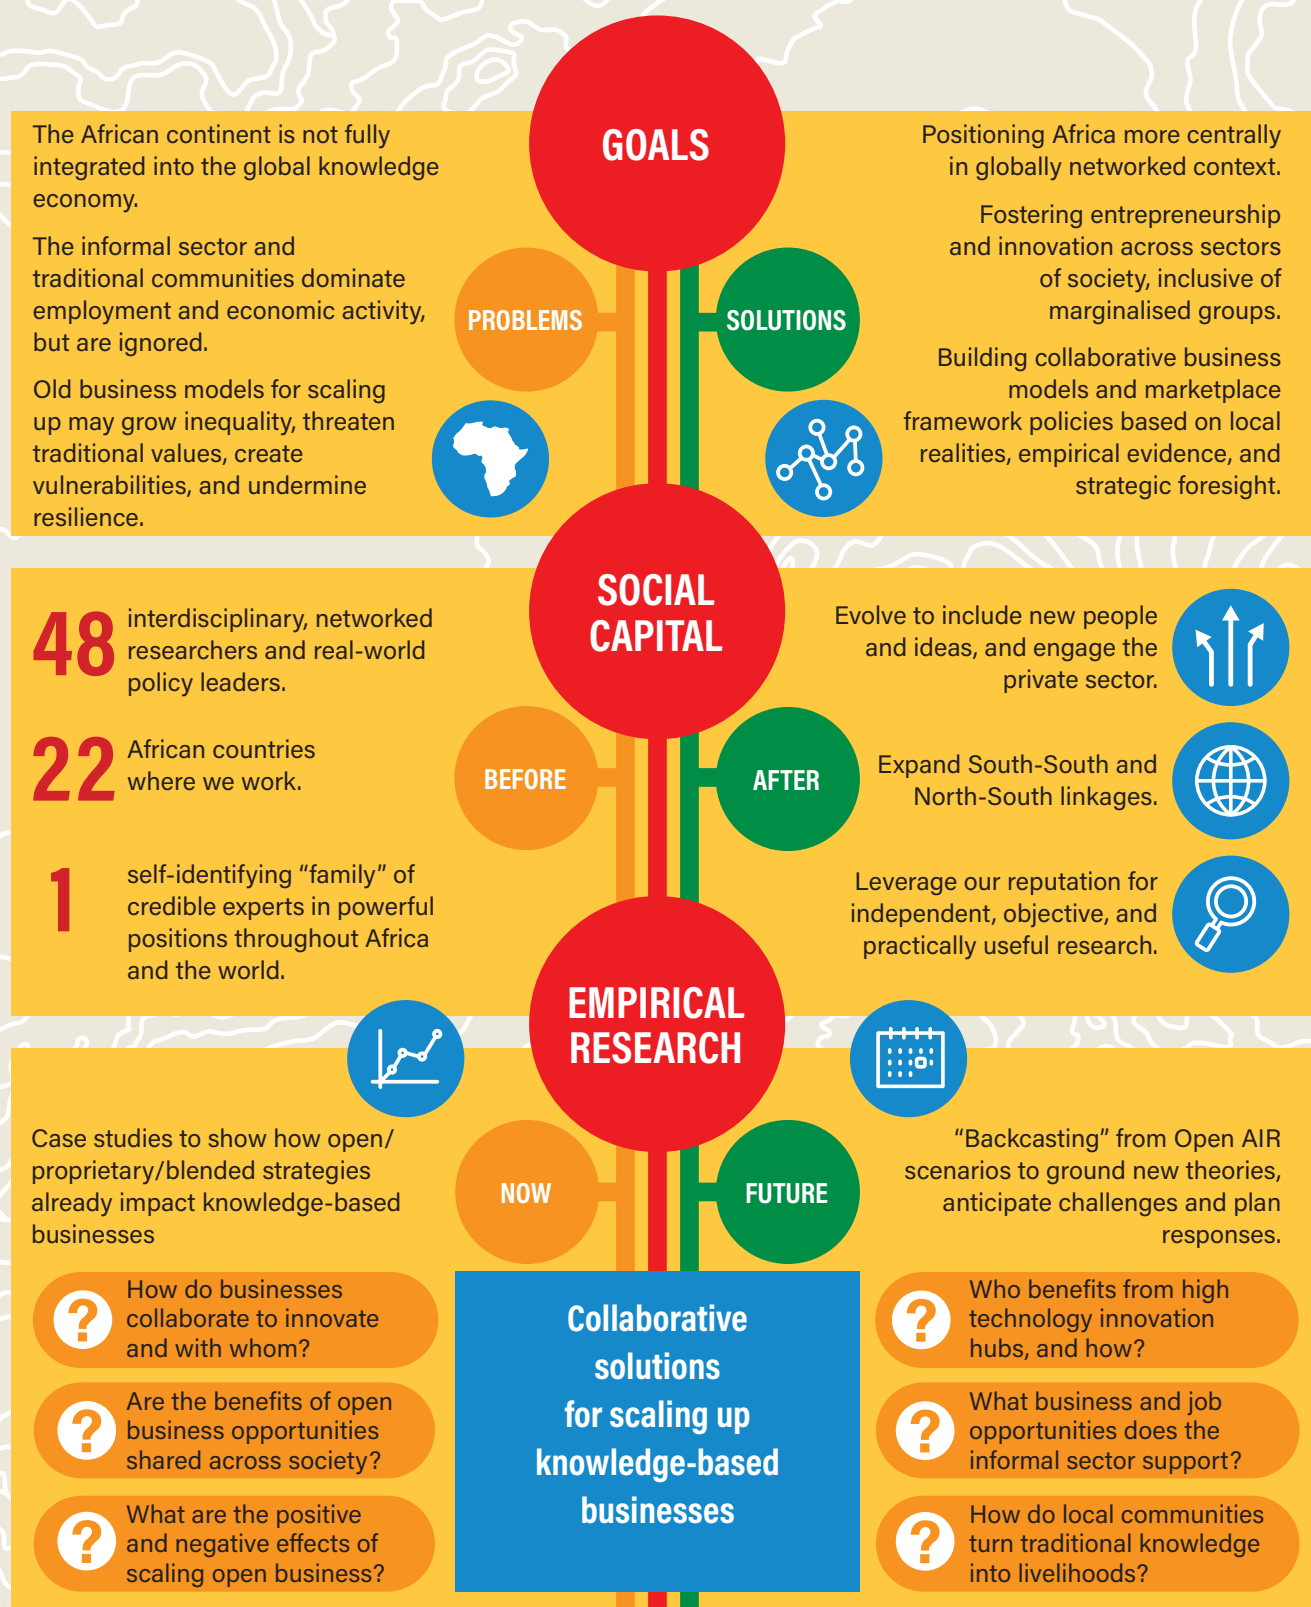 GOALS
PROBLEMS
The African continent is not fully
integrated into the global knowledge
economy.
The informal sector and
traditional communities dominate
employment and economic activity,
but are ignored.
Old business models for scaling
up may grow inequality, threaten
traditional values, create
vulnerabilities, and undermine
resilience.
SOLUTIONS
Positioning Africa more centrally
in globally networked context.
Fostering entrepreneurship
and innovation across sectors
of society, inclusive of
marginalised groups.
Building collaborative business
models and marketplace
framework policies based on local
realities, empirical evidence, and
strategic foresight.
SOCIAL
CAPITAL
BEFORE
48
interdisciplinary, networked
researchers and real-world
policy leaders.
22
African countries
where we work.
1
self-identifying “family” of
credible experts in powerful
positions throughout Africa
and the world.
AFTER
Evolve to include new people
and ideas, and engage the
private sector.
Expand South-South and
North-South linkages.
Leverage our reputation for
independent, objective, and
practically useful research.
EMPIRICAL
RESEARCH
NOW
Case studies to show how open/
proprietary/blended strategies
already impact knowledge-based
businesses
? How do businesses
collaborate to innovate
and with whom?
? Are the benefits of open
business opportunities
shared across society?
? What are the positive
and negative effects of
scaling open business?
FUTURE
“Backcasting” from Open AIR
scenarios to ground new theories,
anticipate challenges and plan
responses.
? Who benefits from high
technology innovation
hubs, and how?
? What business and job
opportunities does the
informal sector support?
? How do local communities
turn traditional knowledge
into livelihoods?
Collaborative
solutions
for scaling up
knowledge-based
businesses